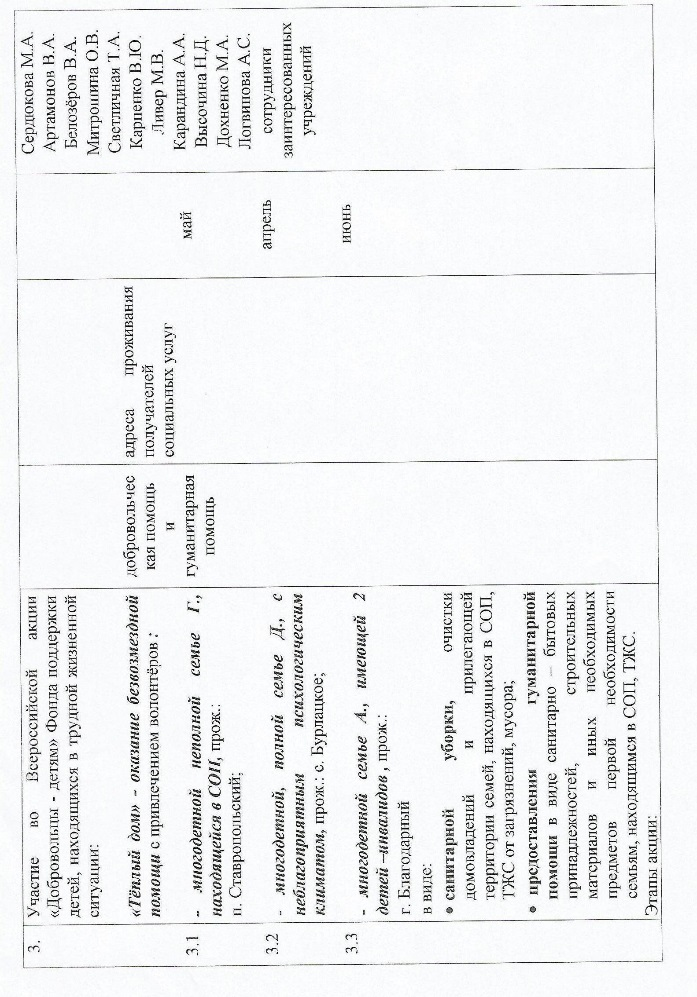 3.
Участие во Всероссийской акции
«Добровольцы - детям» Фонда поддержки
детей, находящихся в трудной жизненной
ситуации:
«Тёплый дом» - оказание безвозмездной
помощи с привлечением волонтёров :
3.1
- многодетной неполной семье Г.,
находящейся в СОП, прож.:
п. Ставропольский;
3.2
- многодетной, полной семье Д., с
неблагоприятным психологическим
климатом, прож.: с. Бурлацкое;
3.3
- многодетной семье А., имеющей 2
детей –инвалидов , прож.:
г. Благодарный
в виде:
• санитарной уборки, очистки
домовладений и прилегающей
территории семей, находящихся в СОП,
ТЖС от загрязнений, мусора;
• предоставления гуманитарной
помощи в виде санитарно – бытовых
принадлежностей, строительных
материалов и иных необходимых
предметов первой необходимости
семьям, находящимся в СОП, ТЖС.
Этапы акции:
добровольчес
кая помощь
и
гуманитарная
помощь
адреса проживания
получателей
социальных услуг
май
апрель
июнь
Сердюкова М.А.
Артамонов В.А.
Белозёров В.А.
Митрошина О.В.
Светличная Т.А.
Карпенко В.Ю.
Ливер М.В.
Карандина А.А.
Высочина Н.Д.
Дохненко М.А.
Логвинова А.С.
сотрудники
заинтересованных
учреждений